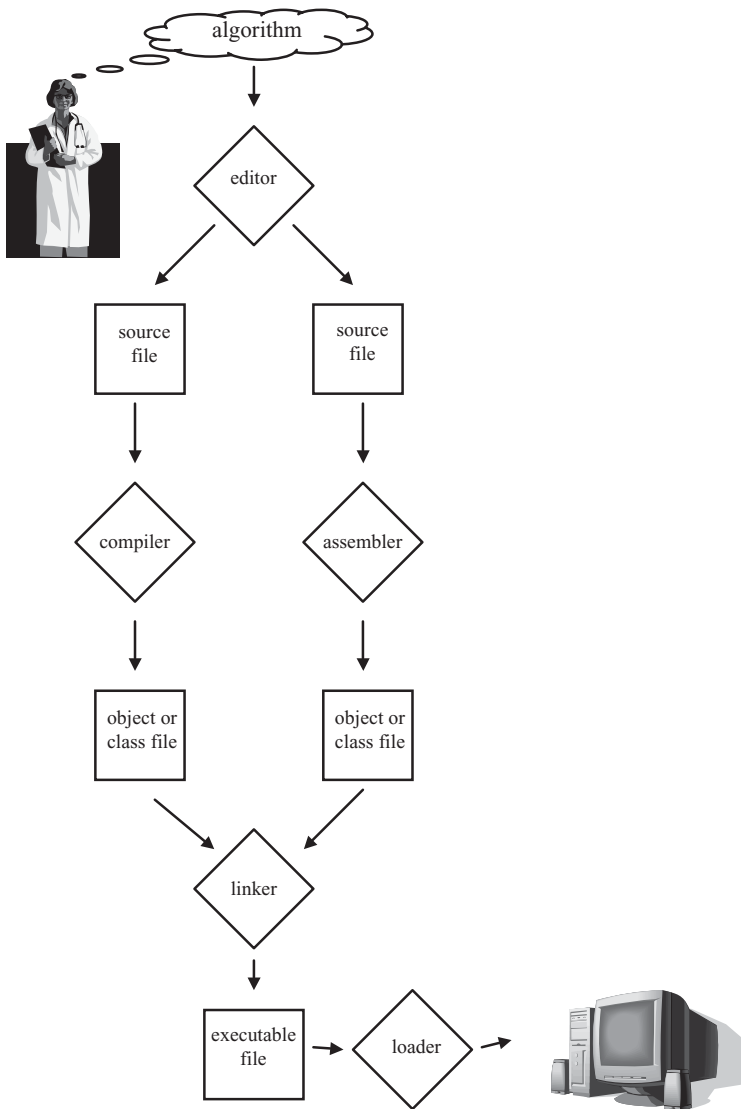 algorithm
editor
source
file
source
file
compiler
assembler
object or
class file
object or
class file
linker
executable
file
loader